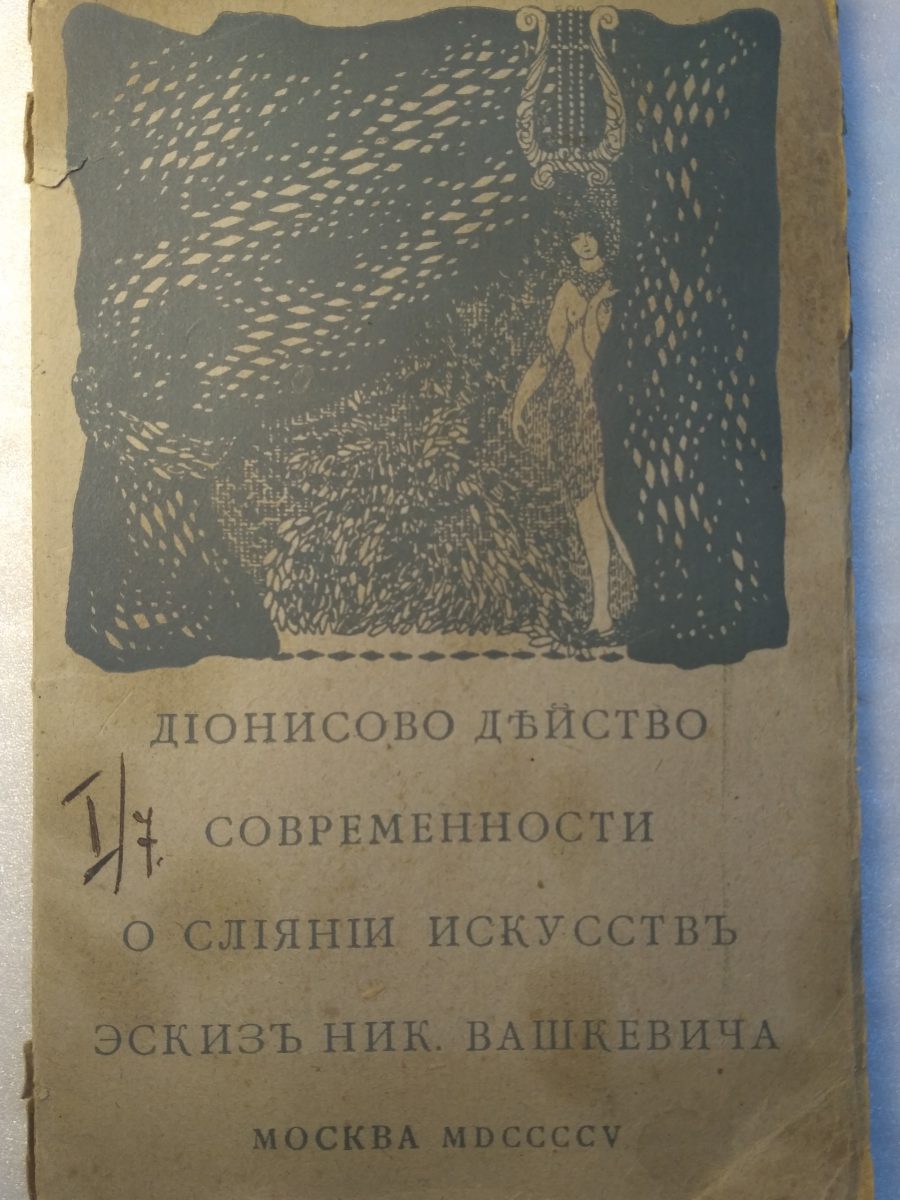 ДІОНИСОВО ДѢЙСТВО
I/7.
СОВРЕМЕННОСТИ
О СЛІЯНІИ ИСКУССТВЪ
ЭСКИЗЪ НИК. ВАШКЕВИЧА
МОСКВА MDCCCCV